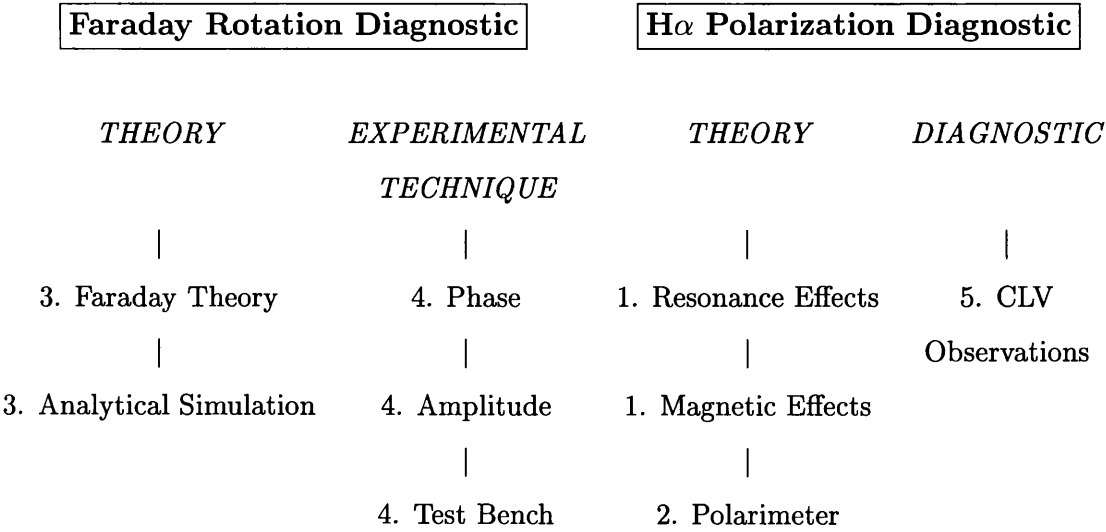 Faraday Rotation Diagnostic
Hα Polarization Diagnostic
THEORY
EXPERIMENTAL
TECHNIQUE
THEORY
DIAGNOSTIC
3. Faraday Theory
4. Phase
1. Resonance Effects
5. CLV
Observations
3. Analytical Simulation
4. Amplitude
1. Magnetic Effects
4. Test Bench
2. Polarimeter